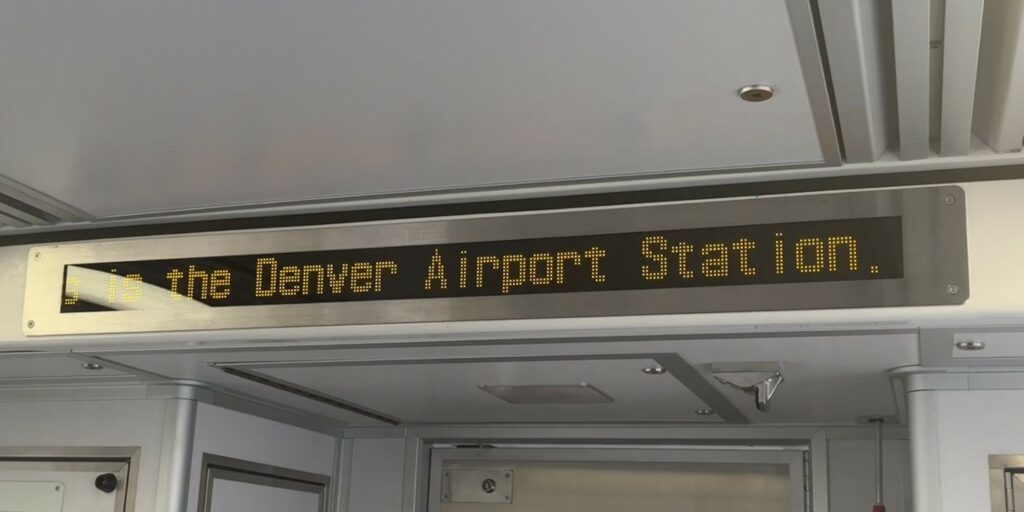 s is the Denver Airport Station.